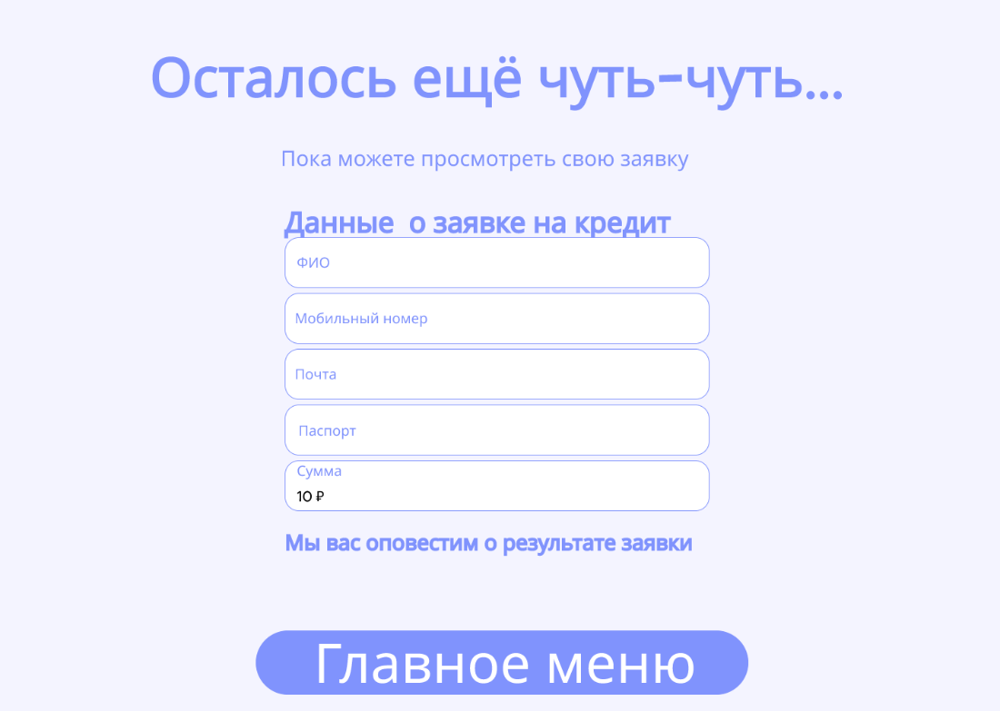 Осталось ещё чуть-чуть...
Пока можете просмотреть свою заявку
Данные о заявке на кредит
ФИО
Мобильный номер
Почта
Паспорт
Сумма
10 ₽
Мы вас оповестим о результате заявки
Главное меню